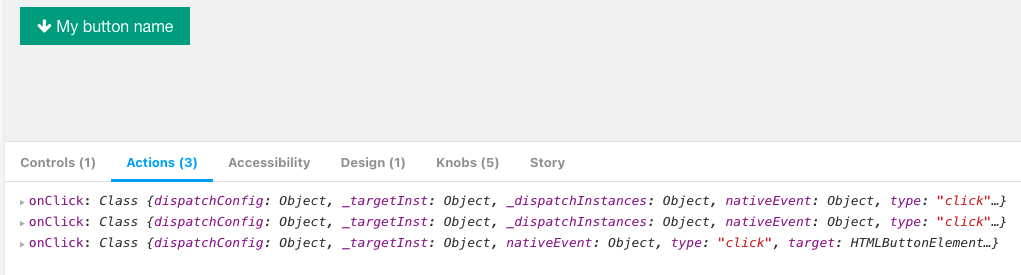 My button name
Controls (1) Actions (3) Accessibility Design (1) Knobs (5) Story
onClick: Class {dispatchConfig: Object, _targetInst: Object, _dispatchInstances: Object, nativeEvent: Object, type: "click"…}
onClick: Class {dispatchConfig: Object, _targetInst: Object, _dispatchInstances: Object, nativeEvent: Object, type: "click"…}
onClick: Class {dispatchConfig: Object, _targetInst: Object, nativeEvent: Object, type: "click", target: HTMLButtonElement…}